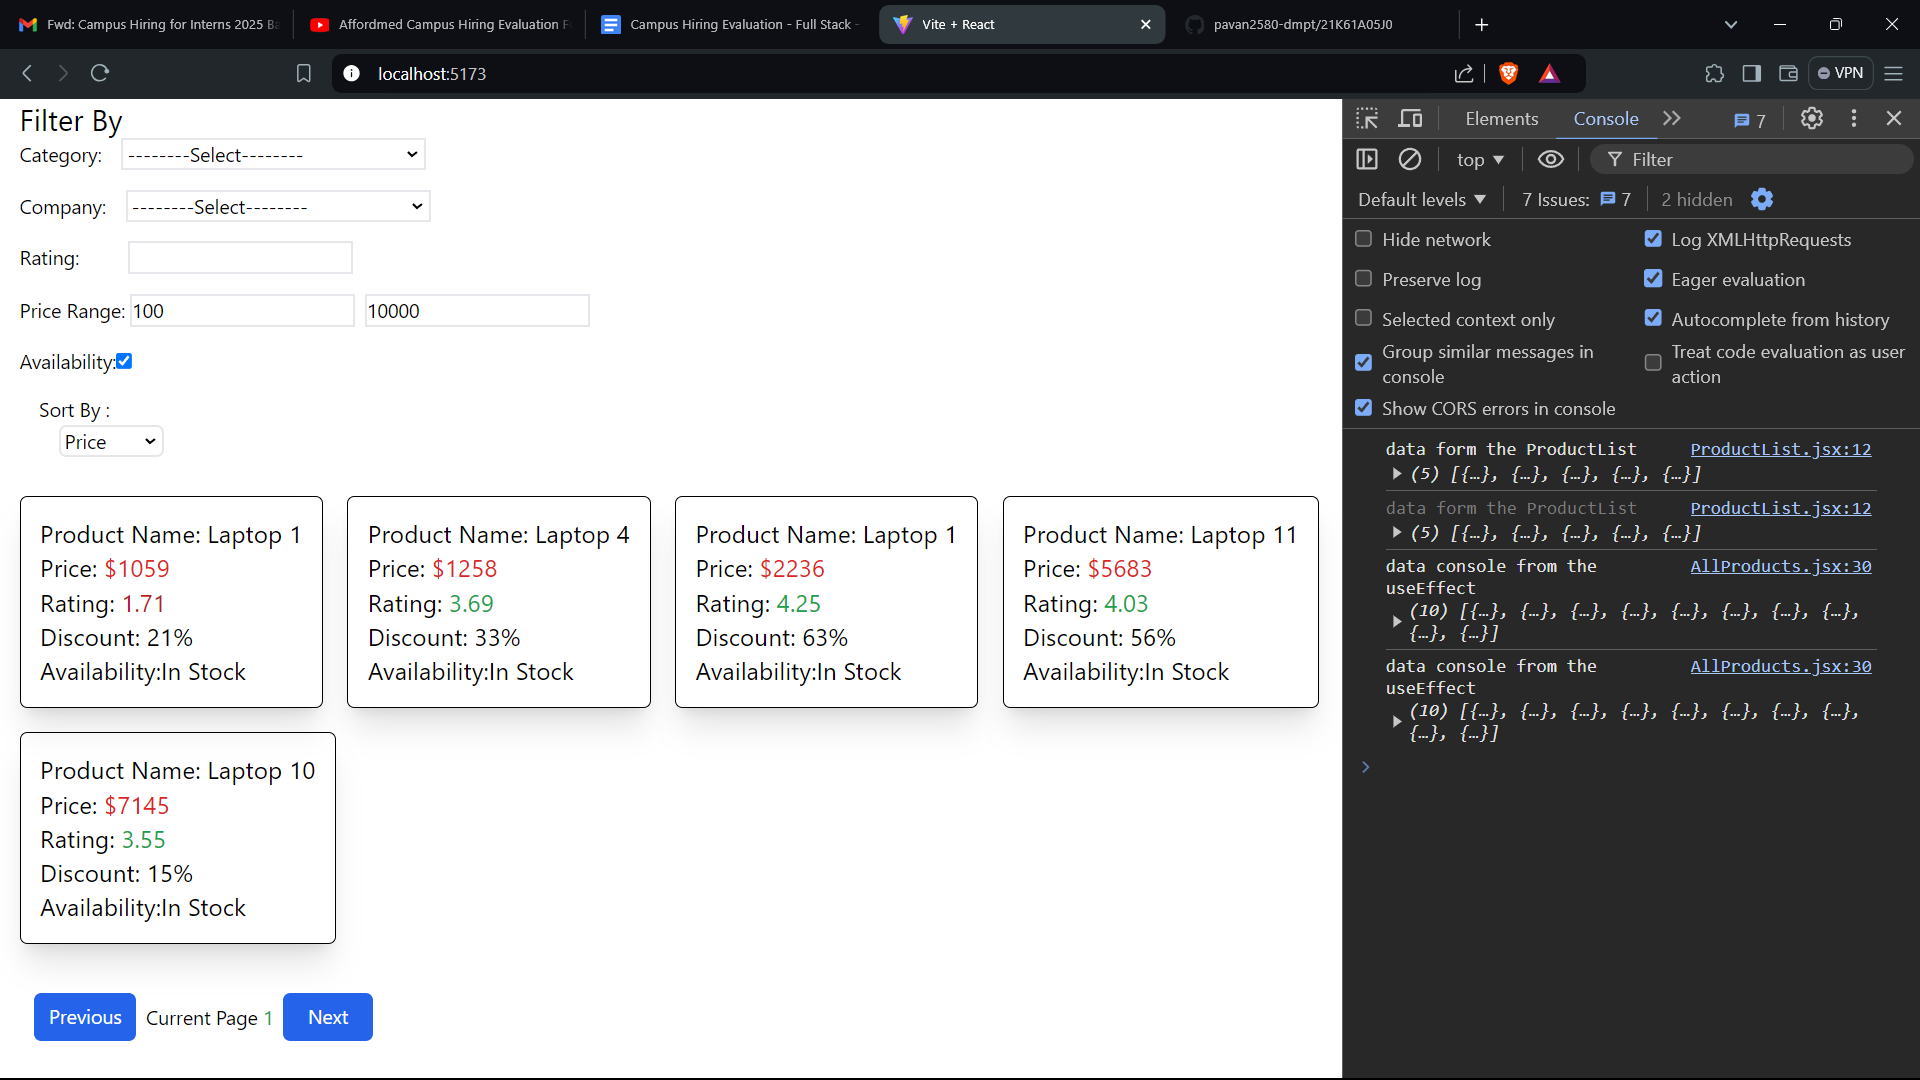 Fwd: Campus Hiring for Interns 2025 Ba
Affordmed Campus Hiring Evaluation F
Campus Hiring Evaluation - Full Stack -
Vite + React
pavan2580-dmpt/21K61A05J0
localhost:5173
VPN
Filter By
Category: --------Select--------
Company: --------Select--------
Rating:
Price Range: 100 10000
Availability:
Sort By :
Price
Product Name: Laptop 1
Price: $1059
Rating: 1.71
Discount: 21%
Availability:In Stock
Product Name: Laptop 4
Price: $1258
Rating: 3.69
Discount: 33%
Availability:In Stock
Product Name: Laptop 1
Price: $2236
Rating: 4.25
Discount: 63%
Availability:In Stock
Product Name: Laptop 11
Price: $5683
Rating: 4.03
Discount: 56%
Availability:In Stock
Product Name: Laptop 10
Price: $7145
Rating: 3.55
Discount: 15%
Availability:In Stock
Previous Current Page 1 Next
Elements Console 7
top Filter
Default levels 7 Issues: 7 2 hidden
Hide network
Log XMLHttpRequests
Preserve log
Eager evaluation
Selected context only
Autocomplete from history
Group similar messages in
console
Treat code evaluation as user
action
Show CORS errors in console
data form the ProductList ProductList.jsx:12
(5) [{…}, {…}, {…}, {…}, {…}]
data form the ProductList ProductList.jsx:12
(5) [{…}, {…}, {…}, {…}, {…}]
data console from the AllProducts.jsx:30
useEffect
(10) [{…}, {…}, {…}, {…}, {…}, {…}, {…}, {…},
{…}, {…}]
data console from the AllProducts.jsx:30
useEffect
(10) [{…}, {…}, {…}, {…}, {…}, {…}, {…}, {…},
{…}, {…}]